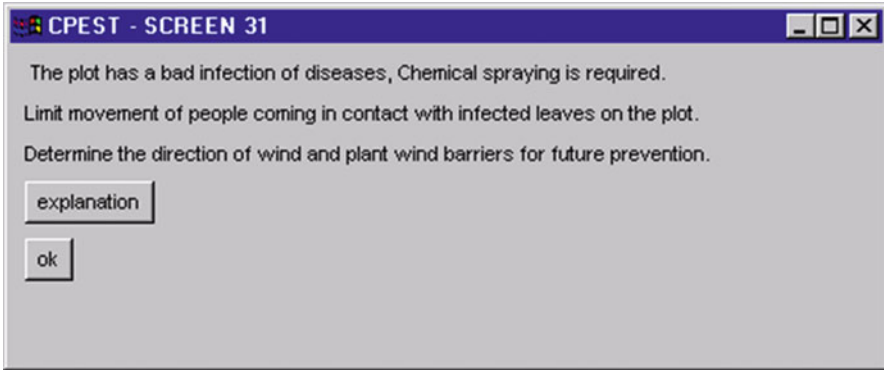 CPEST - SCREEN 31
The plot has a bad infection of diseases, Chemical spraying is required.
Limit movement of people coming in contact with infected leaves on the plot.
Determine the direction of wind and plant wind barriers for future prevention.
explanation
ok